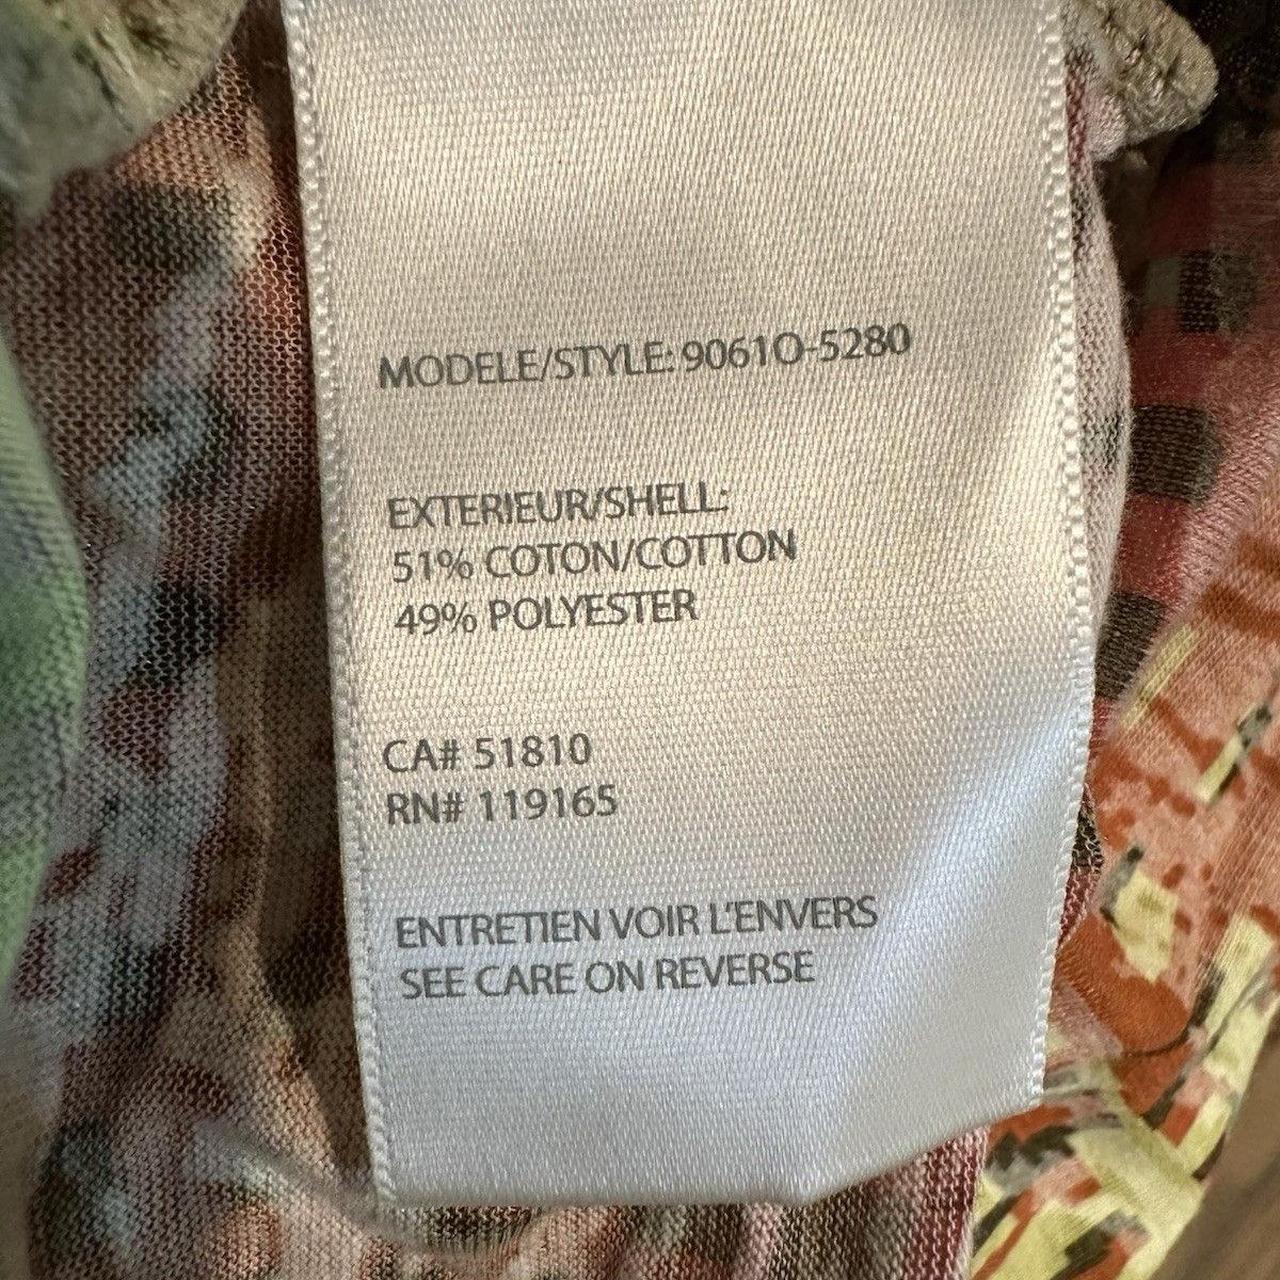 MODELE/STYLE: 9061O-5280
EXTERIEUR/SHELL:
51% COTON/COTTON
49% POLYESTER
CA# 51810
RN# 119165
ENTRETIEN VOIR L'ENVERS
SEE CARE ON REVERSE